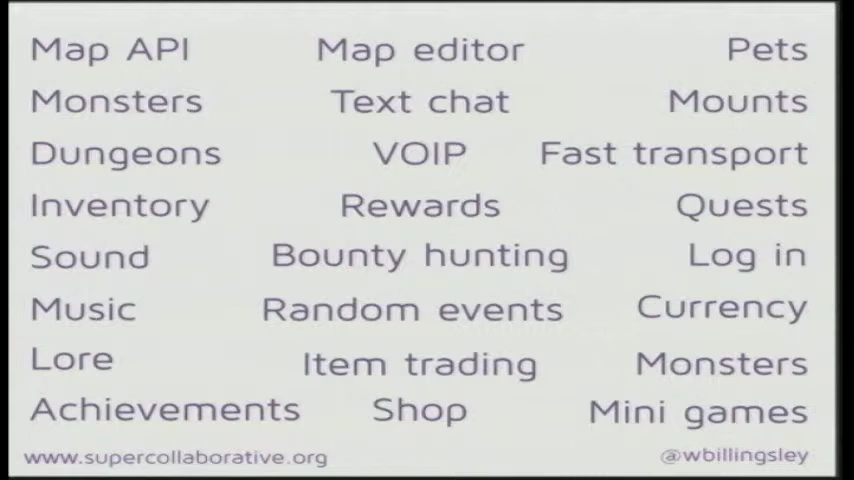 Map API Map editor Pets
Monsters Text chat Mounts
Dungeons VOIP Fast transport
Inventory Rewards Quests
Sound Bounty hunting Log in
Music Random events Currency
Lore Item trading Monsters
Achievements Shop Mini games
www.supercollaborative.org @wbillingsley